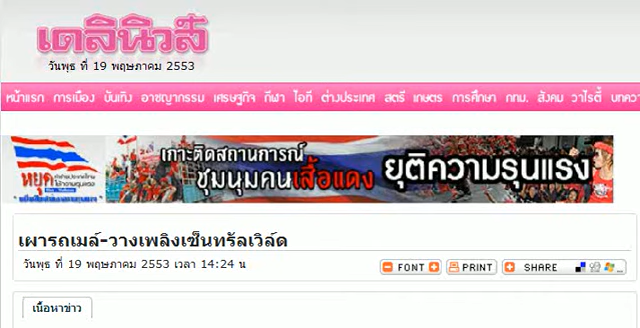 เดลินิวส์
วันพุธ ที่ 19 พฤษภาคม 2553
หน้าแรก การเมือง บันเทิง อาชญากรรม เศรษฐกิจ กีฬา ไอที ต่างประเทศ สตรี เกษตร การศึกษา กทม. สังคม วาไรตี้ บทความ
หยุด
เกาะติดสถานการณ์
ชุมนุมคนเสื้อแดง ยุติความรุนแรง
เผารถเมล์-วางเพลิงเซ็นทรัลเวิล์ด
วันพุธ ที่ 19 พฤษภาคม 2553 เวลา 14:24 น
FONT PRINT SHARE
เนื้อหาข่าว